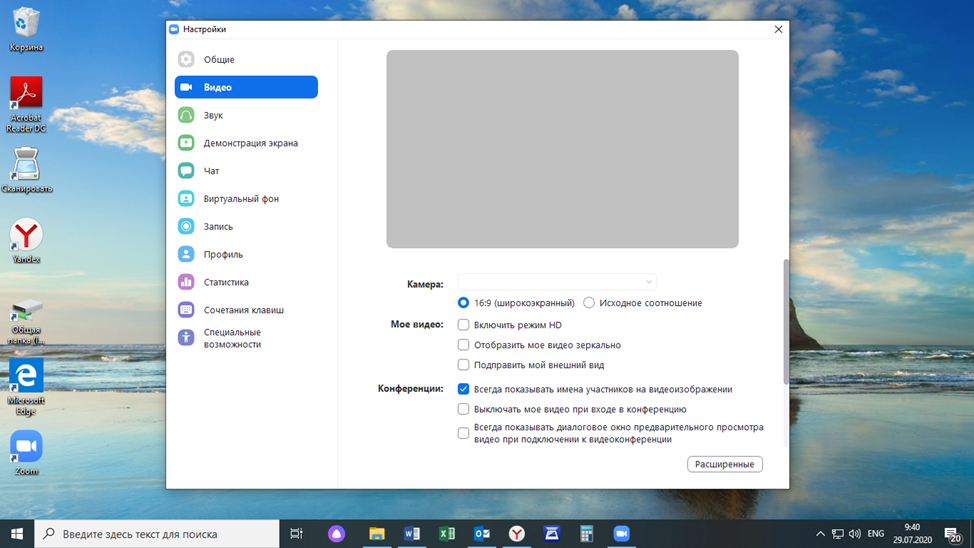 Корзина
Acrobat
Reader DC
Сканировать
Yandex
Общая
папка (I...
Microsoft
Edge
Zoom
Настройки
Общие
Видео
Звук
Демонстрация экрана
Чат
Виртуальный фон
Запись
Профиль
Статистика
Сочетания клавиш
Специальные
возможности
Камера:
16:9 (широкоэкранный) Исходное соотношение
Мое видео: Включить режим HD
Отобразить мое видео зеркально
Подправить мой внешний вид
Конференции: Всегда показывать имена участников на видеоизображении
Выключать мое видео при входе в конференцию
Всегда показывать диалоговое окно предварительного просмотра
видео при подключении к видеоконференции
Расширенные
Введите здесь текст для поиска
ENG
9:40
29.07.2020
20